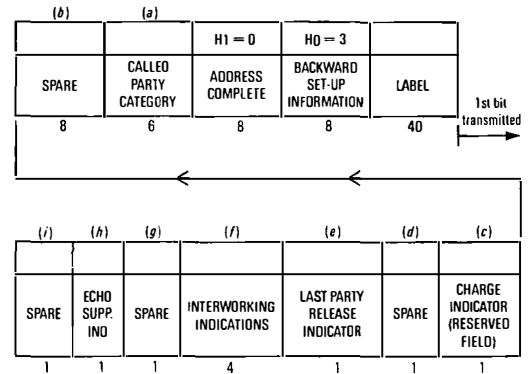 (b) (a)
H1 = 0 H0 = 3
SPARE CALLED PARTY CATEGORY ADDRESS COMPLETE BACKWARD SET-UP INFORMATION LABEL
8 6 8 8 40
1st bit transmitted
(i) (h) (g) (f) (e) (d) (c)
SPARE ECHO SUPP. IND SPARE INTERWORKING INDICATIONS LAST PARTY RELEASE INDICATOR SPARE CHARGE INDICATOR (RESERVED FIELD)
1 1 1 4 1 1 1